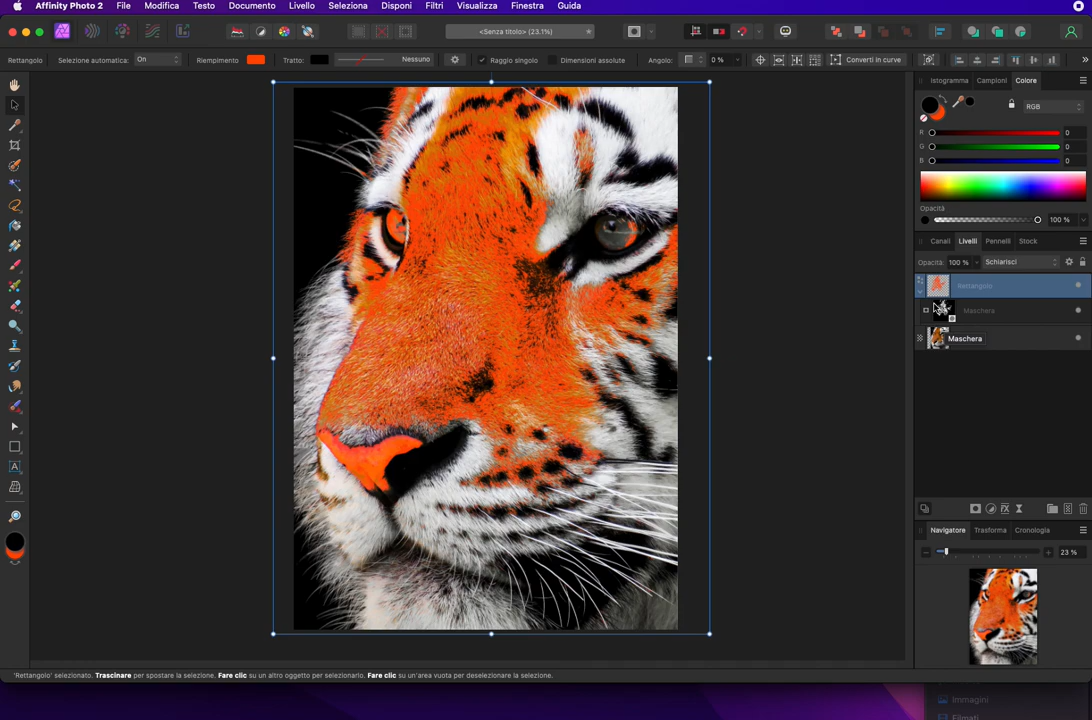 Affinity Photo 2 File Modifica Testo Documento Livello Seleziona Disponi Filtri Visualizza Finestra Guida
<Senza titolo> (23.1%)
Rettangolo Selezione automatica: On Riempimento Tratto: Nessuno Raggio singolo Dimensioni assolute Angolo: 0 % Converti in curve
Istogramma Campioni Colore
RGB
R 0
G 0
B 0
Opacità
100 %
Canali Livelli Pennelli Stock
Opacità: 100 % Schiarisci
Rettangolo
Maschera
Maschera
Navigatore Trasforma Cronologia
23 %
'Rettangolo' selezionato. Trascinare per spostare la selezione. Fare clic su un altro oggetto per selezionarlo. Fare clic su un'area vuota per deselezionare la selezione.
Immagini
Filmati